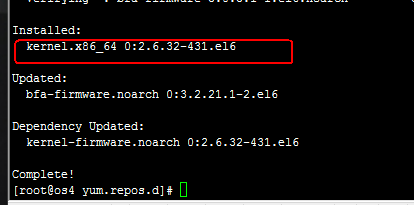 Installed:
kernel.x86_64 0:2.6.32-431.el6
Updated:
bfa-firmware.noarch 0:3.2.21.1-2.el6
Dependency Updated:
kernel-firmware.noarch 0:2.6.32-431.el6
Complete!
[root@os4 yum.repos.d]#